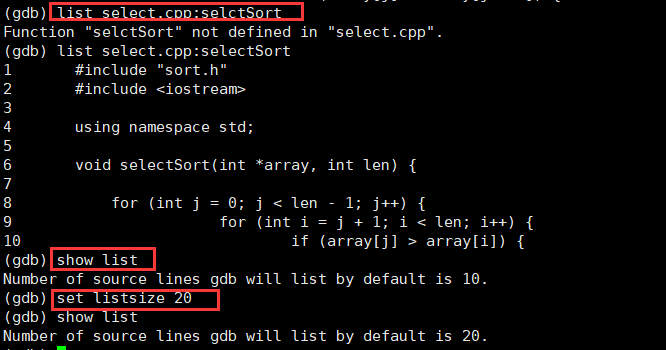 (gdb) list select.cpp:selctSort
Function "selctSort" not defined in "select.cpp".
(gdb) list select.cpp:selectSort
1 #include "sort.h"
2 #include <iostream>
3
4 using namespace std;
5
6 void selectSort(int *array, int len) {
7
8 for (int j = 0; j < len - 1; j++) {
9 for (int i = j + 1; i < len; i++) {
10 if (array[j] > array[i]) {
(gdb) show list
Number of source lines gdb will list by default is 10.
(gdb) set listsize 20
(gdb) show list
Number of source lines gdb will list by default is 20.